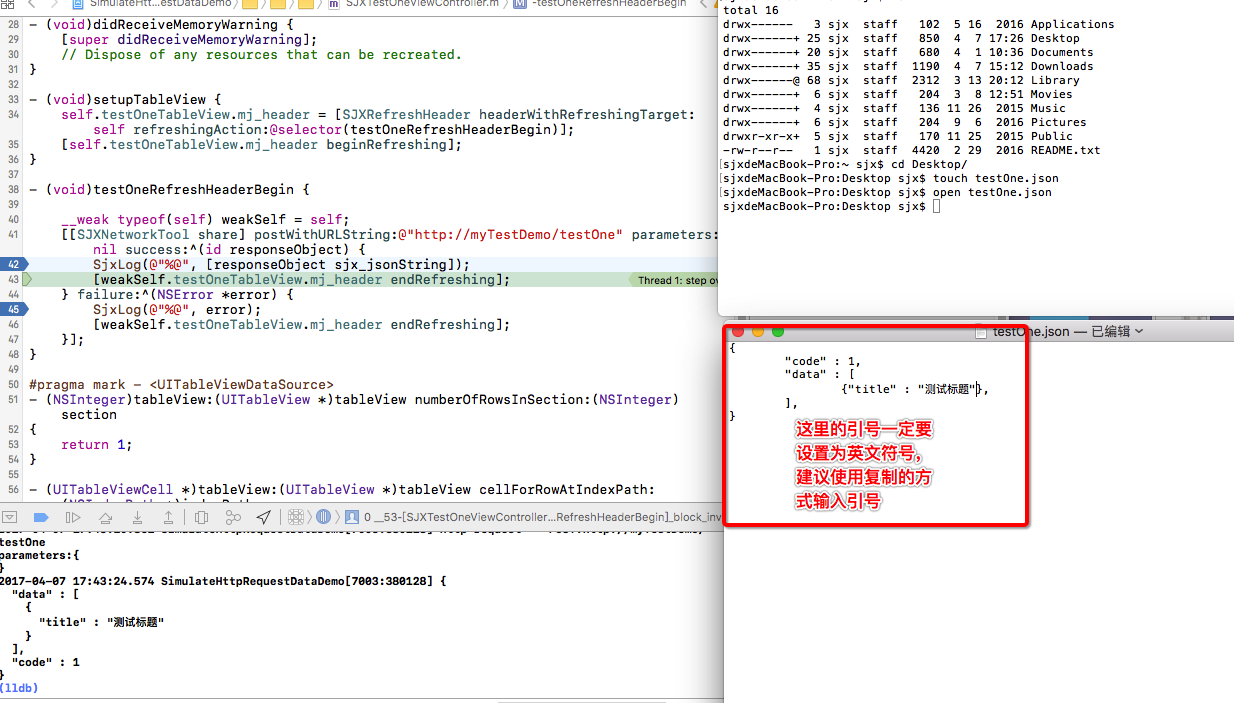 SimulateHtt...estDataDemo
SJXTestOneViewController.m
-testOneRefreshHeaderBegin
28 - (void)didReceiveMemoryWarning {
29 [super didReceiveMemoryWarning];
30 // Dispose of any resources that can be recreated.
31 }
32
33 - (void)setupTableView {
34 self.testOneTableView.mj_header = [SJXRefreshHeader headerWithRefreshingTarget:
self refreshingAction:@selector(testOneRefreshHeaderBegin)];
35 [self.testOneTableView.mj_header beginRefreshing];
36 }
37
38 - (void)testOneRefreshHeaderBegin {
39
40 __weak typeof(self) weakSelf = self;
41 [[SJXNetworkTool share] postWithURLString:@"http://myTestDemo/testOne" parameters:
nil success:^(id responseObject) {
42 SjxLog(@"%@", [responseObject sjx_jsonString]);
43 [weakSelf.testOneTableView.mj_header endRefreshing]; Thread 1: step ov
44 } failure:^(NSError *error) {
45 SjxLog(@"%@", error);
46 [weakSelf.testOneTableView.mj_header endRefreshing];
47 }];
48 }
49
50 #pragma mark - <UITableViewDataSource>
51 - (NSInteger)tableView:(UITableView *)tableView numberOfRowsInSection:(NSInteger)
section
52 {
53 return 1;
54 }
55
56 - (UITableViewCell *)tableView:(UITableView *)tableView cellForRowAtIndexPath:
0 __53-[SJXTestOneViewController...RefreshHeaderBegin]_block_inv
testOne
parameters:{
}
2017-04-07 17:43:24.574 SimulateHttpRequestDataDemo[7003:380128] {
"data" : [
{
"title" : "测试标题"
}
],
"code" : 1
}
(lldb)
total 16
drwx------ 3 sjx staff 102 5 16 2016 Applications
drwx------+ 25 sjx staff 850 4 7 17:26 Desktop
drwx------+ 20 sjx staff 680 4 1 10:36 Documents
drwx------+ 35 sjx staff 1190 4 7 15:12 Downloads
drwx------@ 68 sjx staff 2312 3 13 20:12 Library
drwx------+ 6 sjx staff 204 3 8 12:51 Movies
drwx------+ 4 sjx staff 136 11 26 2015 Music
drwx------+ 6 sjx staff 204 9 6 2016 Pictures
drwxr-xr-x+ 5 sjx staff 170 11 25 2015 Public
-rw-r--r-- 1 sjx staff 4420 2 29 2016 README.txt
[sjxdeMacBook-Pro:~ sjx$ cd Desktop/
[sjxdeMacBook-Pro:Desktop sjx$ touch testOne.json
[sjxdeMacBook-Pro:Desktop sjx$ open testOne.json
sjxdeMacBook-Pro:Desktop sjx$
testOne.json — 已编辑
{
"code" : 1,
"data" : [
{"title" : "测试标题"},
],
}
这里的引号一定要
设置为英文符号，
建议使用复制的方
式输入引号